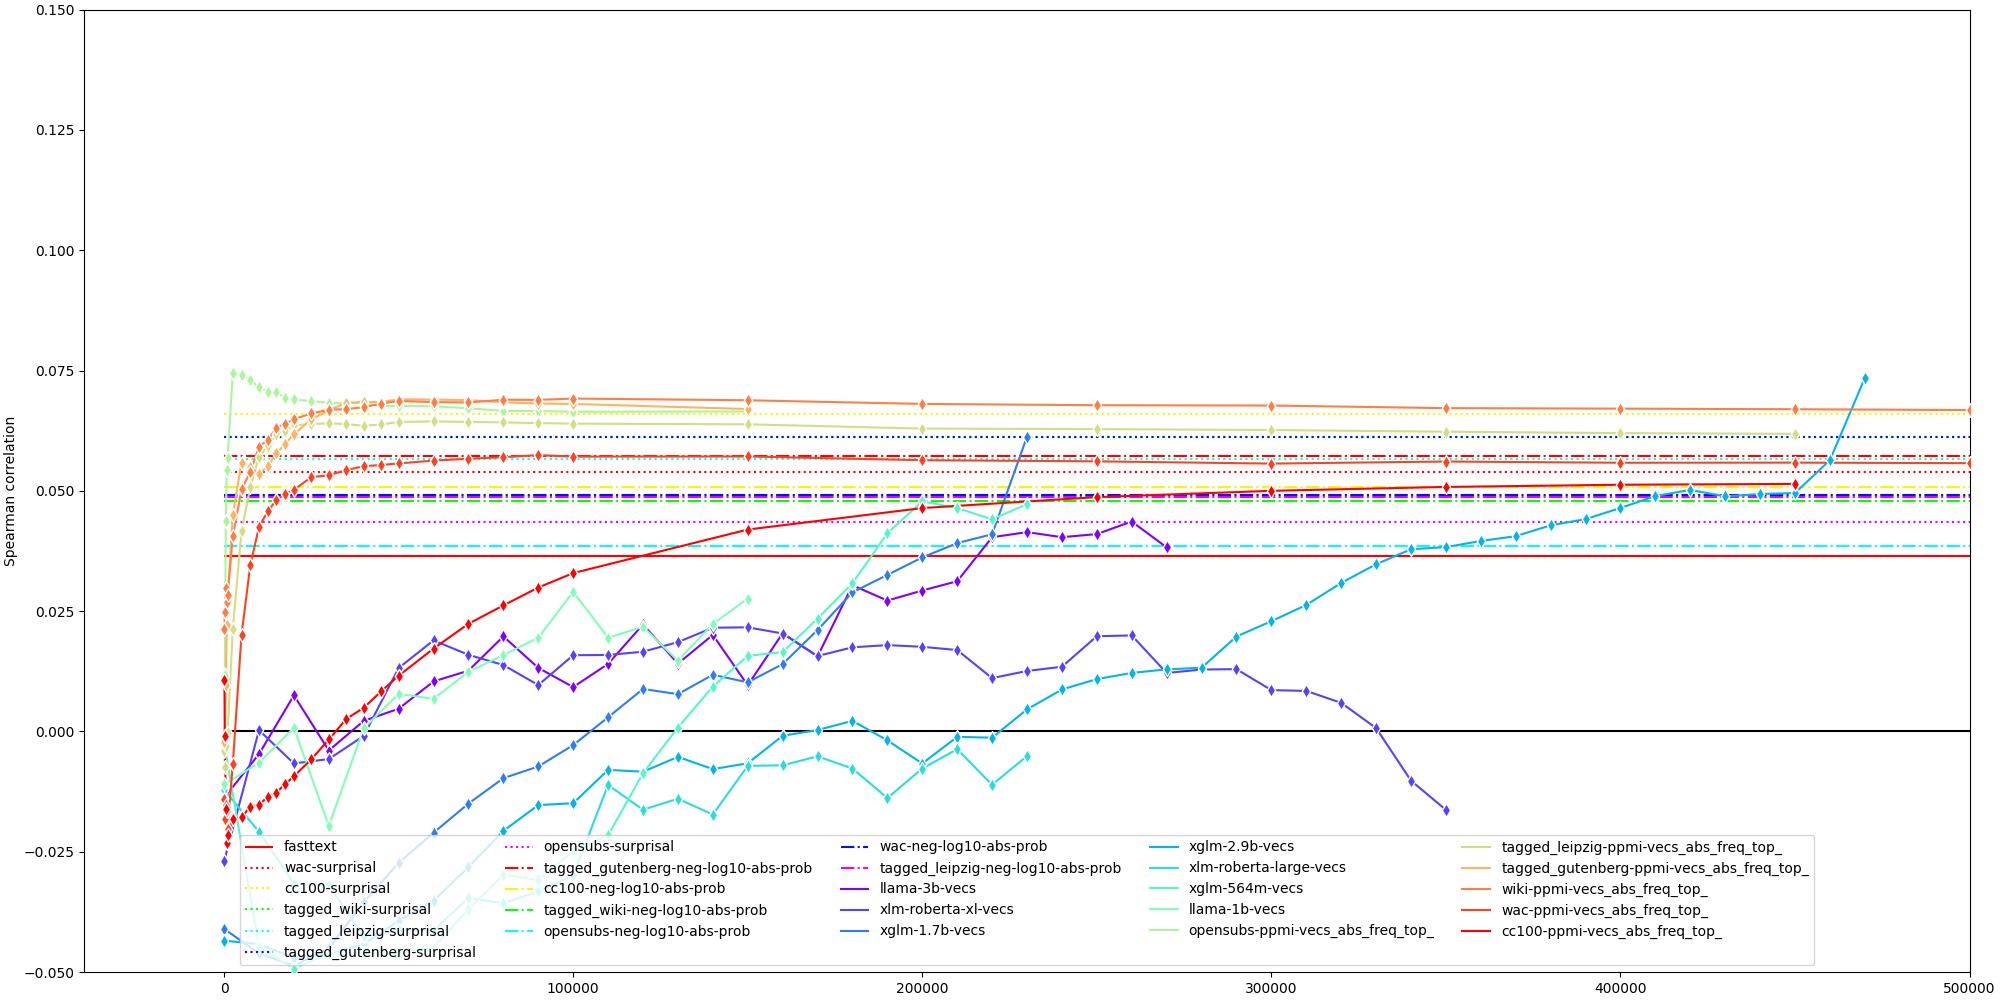 0.150
0.125
0.100
0.075
0.050
0.025
0.000
−0.025
−0.050
Spearman correlation
0 100000 200000 300000 400000 500000
fasttext
wac-surprisal
cc100-surprisal
tagged_wiki-surprisal
tagged_leipzig-surprisal
tagged_gutenberg-surprisal
opensubs-surprisal
tagged_gutenberg-neg-log10-abs-prob
cc100-neg-log10-abs-prob
tagged_wiki-neg-log10-abs-prob
opensubs-neg-log10-abs-prob
wac-neg-log10-abs-prob
tagged_leipzig-neg-log10-abs-prob
llama-3b-vecs
xlm-roberta-xl-vecs
xglm-1.7b-vecs
xglm-2.9b-vecs
xlm-roberta-large-vecs
xglm-564m-vecs
llama-1b-vecs
opensubs-ppmi-vecs_abs_freq_top_
tagged_leipzig-ppmi-vecs_abs_freq_top_
tagged_gutenberg-ppmi-vecs_abs_freq_top_
wiki-ppmi-vecs_abs_freq_top_
wac-ppmi-vecs_abs_freq_top_
cc100-ppmi-vecs_abs_freq_top_